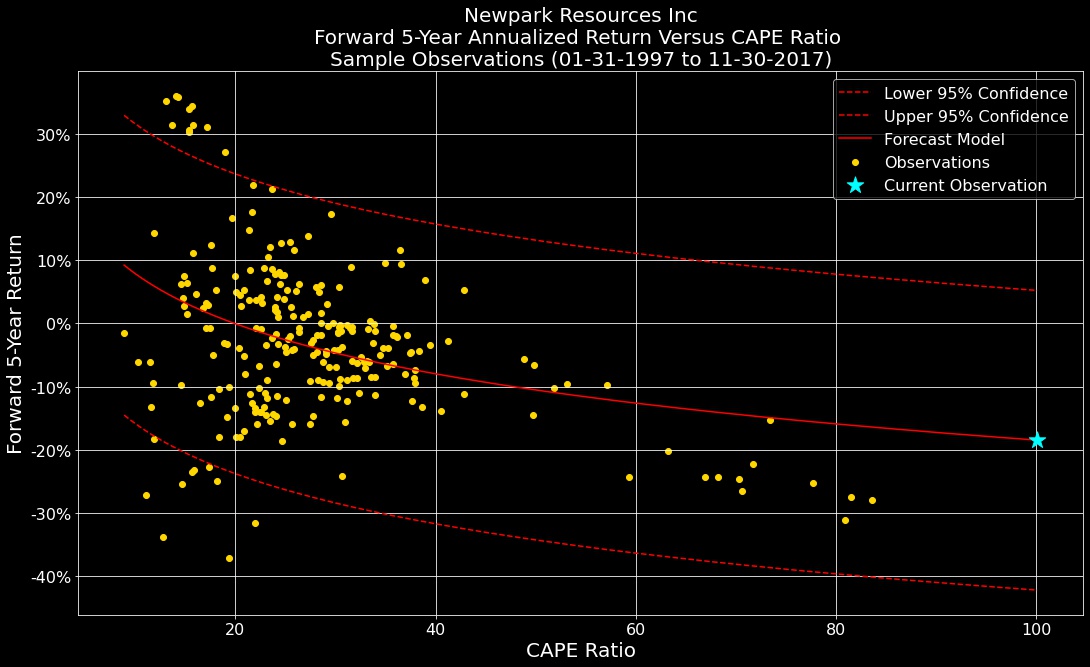 Newpark Resources Inc
Forward 5-Year Annualized Return Versus CAPE Ratio
Sample Observations (01-31-1997 to 11-30-2017)
Lower 95% Confidence
Upper 95% Confidence
Forecast Model
Observations
Current Observation
Forward 5-Year Return
30%
20%
10%
0%
-10%
-20%
-30%
-40%
20
40
60
80
100
CAPE Ratio